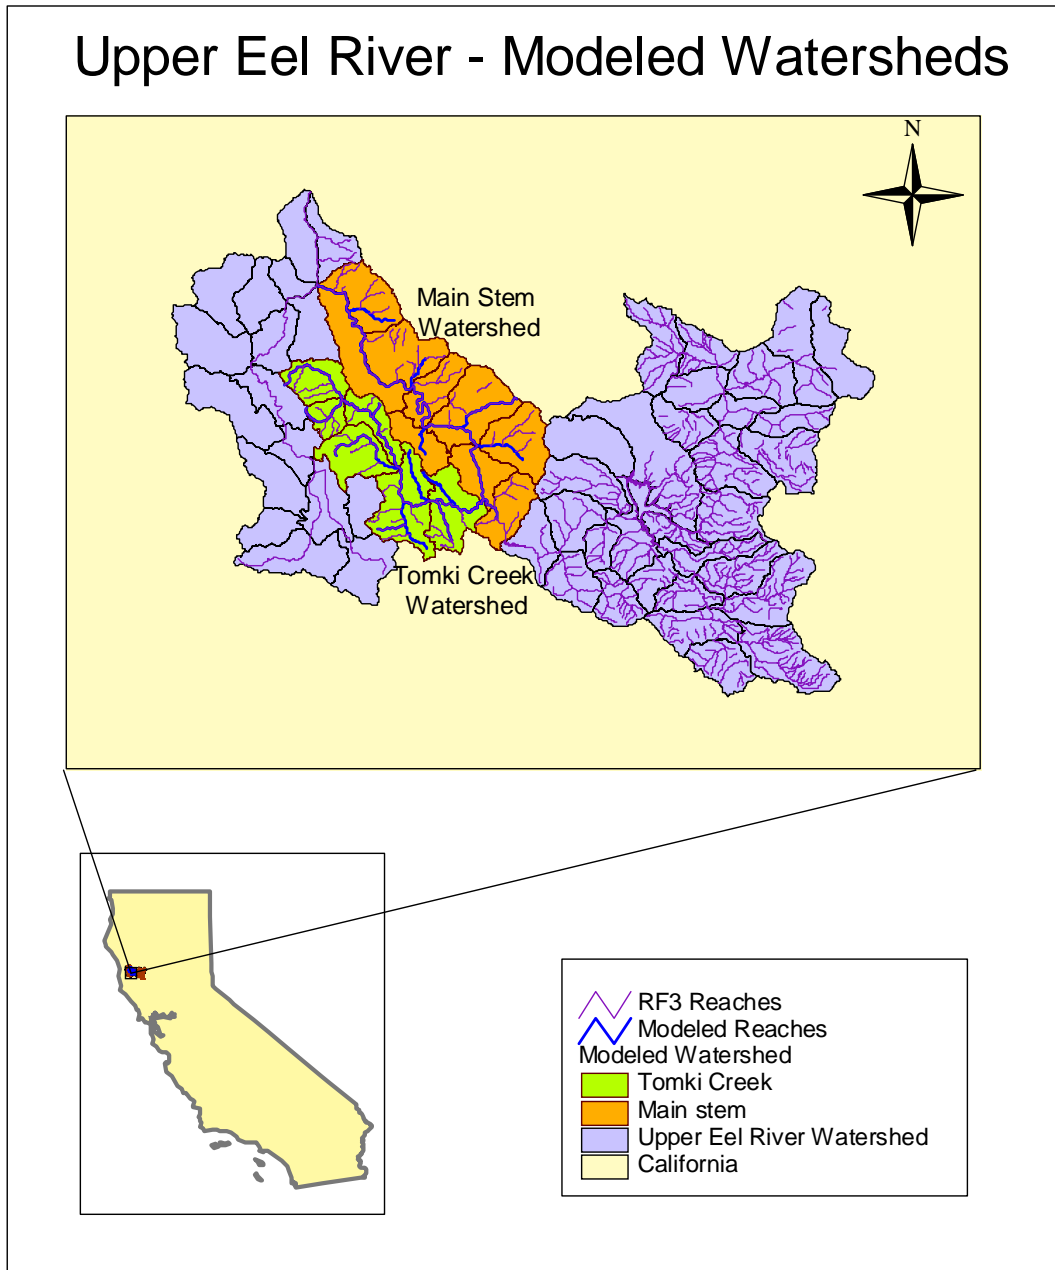 Upper Eel River - Modeled Watersheds
N
Main Stem
Watershed
Tomki Creek
Watershed
RF3 Reaches
Modeled Reaches
Modeled Watershed
Tomki Creek
Main stem
Upper Eel River Watershed
California